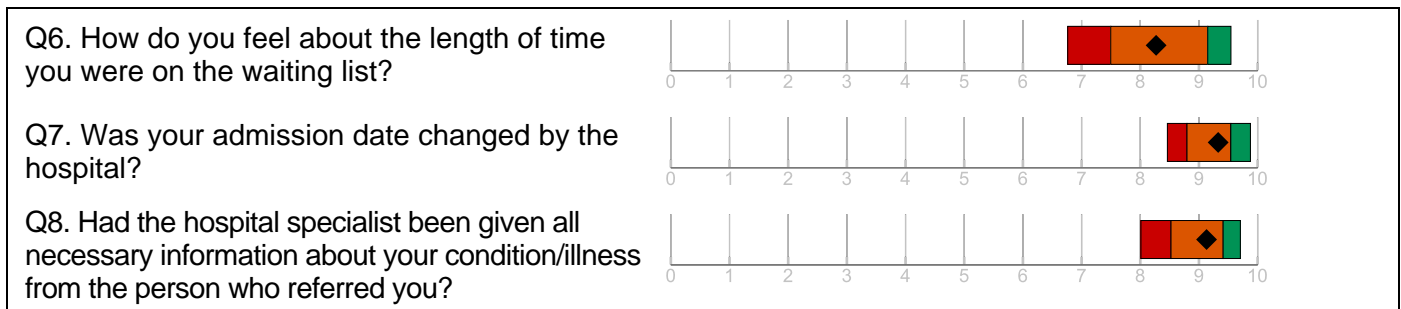 Q6. How do you feel about the length of time
you were on the waiting list?
0 1 2 3 4 5 6 7 8 9 10
Q7. Was your admission date changed by the
hospital?
0 1 2 3 4 5 6 7 8 9 10
Q8. Had the hospital specialist been given all
necessary information about your condition/illness
from the person who referred you?
0 1 2 3 4 5 6 7 8 9 10